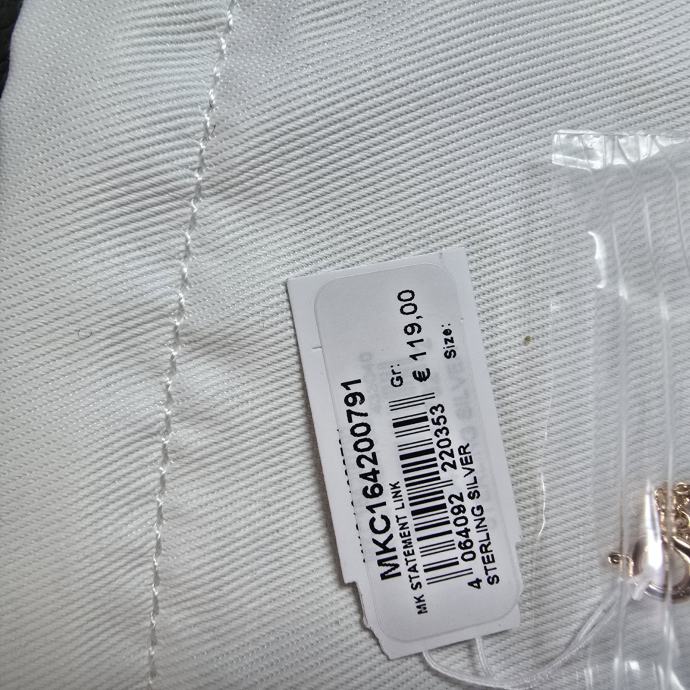 MKC164200791
MK STATEMENT LINK Gr:
4 064092 220353 € 119,00
STERLING SILVER Size: